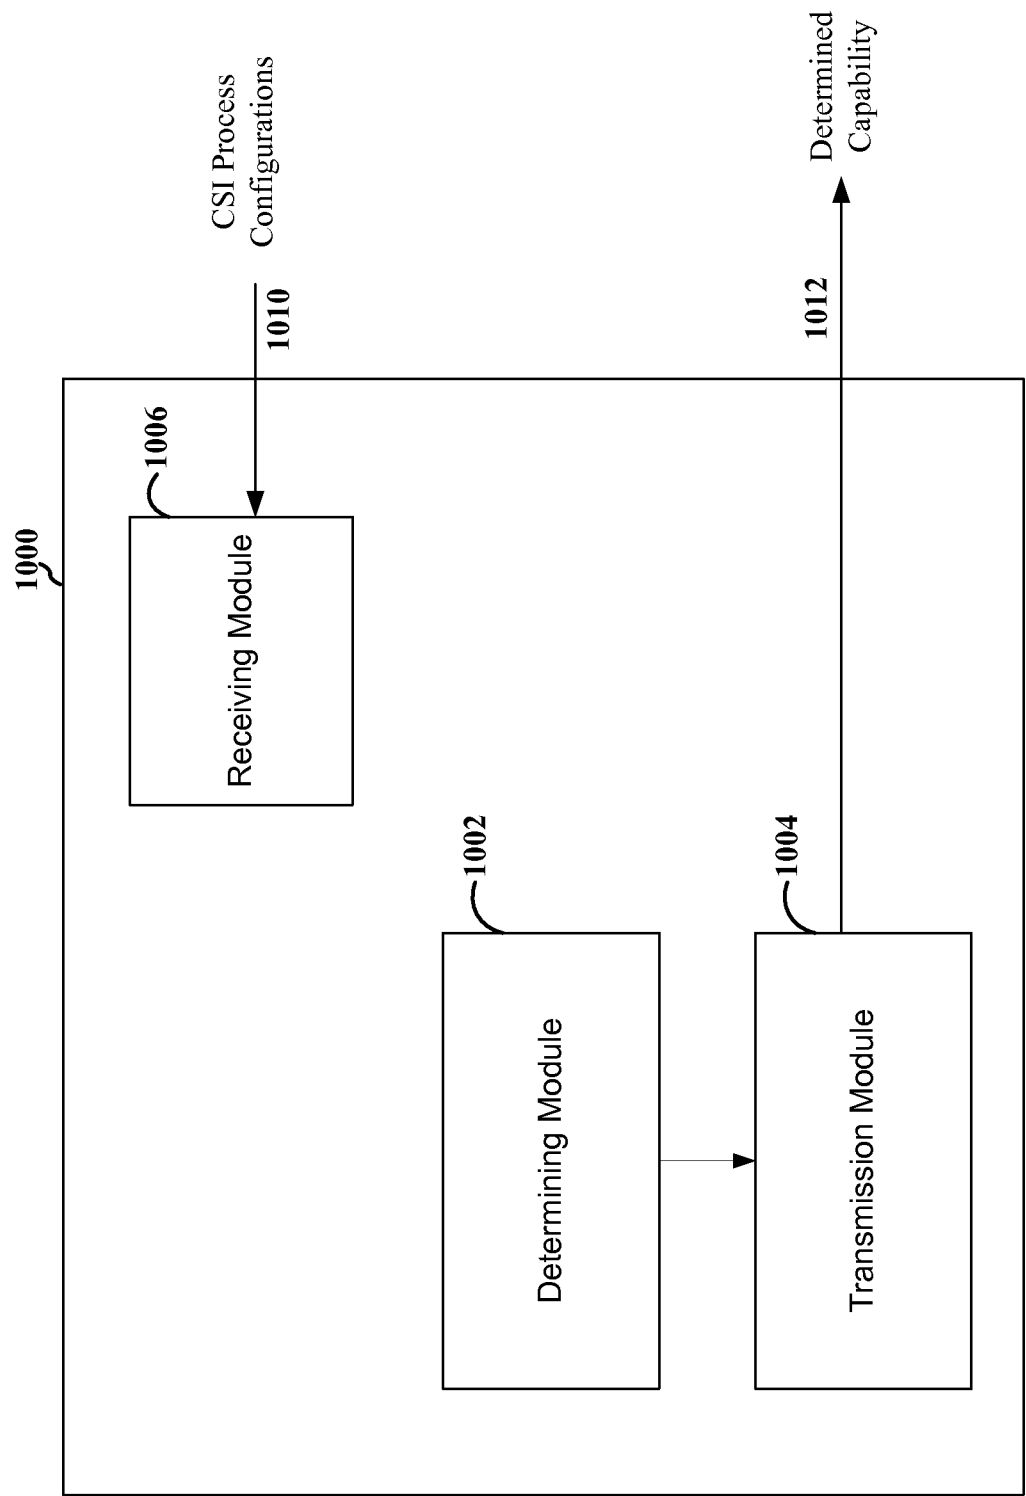 1000
1006
Receiving Module
CSI Process
Configurations
1010
1002
Determining Module
1004
Transmission Module
1012
Determined
Capability